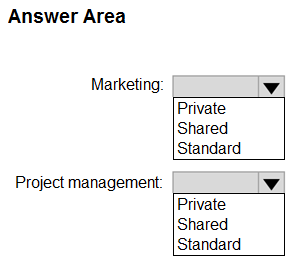 Answer Area
Marketing:
Private
Shared
Standard
Project management:
Private
Shared
Standard